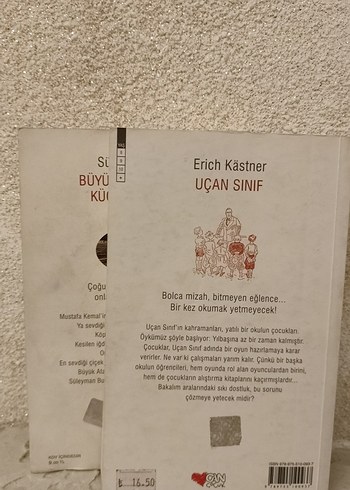 Sü
BÜYÜ
KÜÇ
Çoğu
onl
Mustafa Kemal'in
Ya sevdiği
Köp
Kesilen iğd
En sevdiği çiçek
Büyük At
Süleyman Bu
Erich Kästner
UÇAN SINIF
Bolca mizah, bitmeyen eğlence...
Bir kez okumak yetmeyecek!
Uçan Sınıf'ın kahramanları, yatılı bir okulun çocukları.
Öykümüz şöyle başlıyor: Yılbaşına az bir zaman kalmıştır.
Çocuklar, Uçan Sınıf adında bir oyun hazırlamaya karar
verirler. Ne var ki çalışmaları yarım kalır. Çünkü bir başka
okulun öğrencileri, hem oyunda rol alan oyunculardan birini,
hem de çocukların alıştırma kitaplarını kaçırmışlardır...
Bakalım aralarındaki sıkı dostluk, bu sorunu
çözmeye yetecek midir?
₺ 16.50
CAN